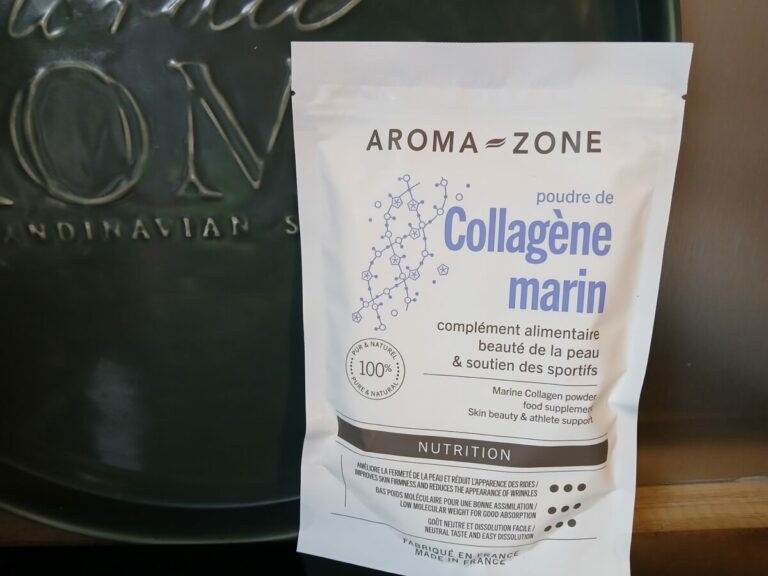 OM
ANDINAVIAN S
AROMA ZONE
poudre de
Collagène
marin
complément alimentaire
beauté de la peau
& soutien des sportifs
PUR & NATUREL
100%
PURE & NATURAL
Marine Collagen powder
food supplement
Skin beauty & athlete support
NUTRITION
AMÉLIORE LA FERMETÉ DE LA PEAU ET RÉDUIT L'APPARENCE DES RIDES /
IMPROVES SKIN FIRMNESS AND REDUCES THE APPEARANCE OF WRINKLES
BAS POIDS MOLÉCULAIRE POUR UNE BONNE ASSIMILATION /
LOW MOLECULAR WEIGHT FOR GOOD ABSORPTION
GOÛT NEUTRE ET DISSOLUTION FACILE /
NEUTRAL TASTE AND EASY DISSOLUTION
FABRIQUÉ EN FRANCE
MADE IN FRANCE